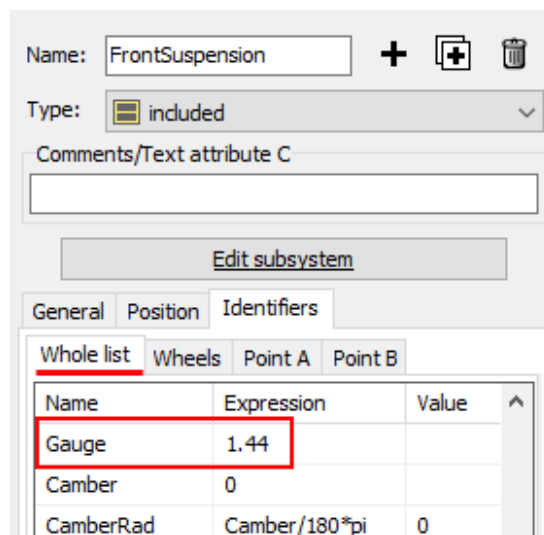 Name: FrontSuspension
Type: included
Comments/Text attribute C
Edit subsystem
General Position Identifiers
Whole list Wheels Point A Point B
Name Expression Value
Gauge 1.44
Camber 0
CamberRad Camber/180*pi 0